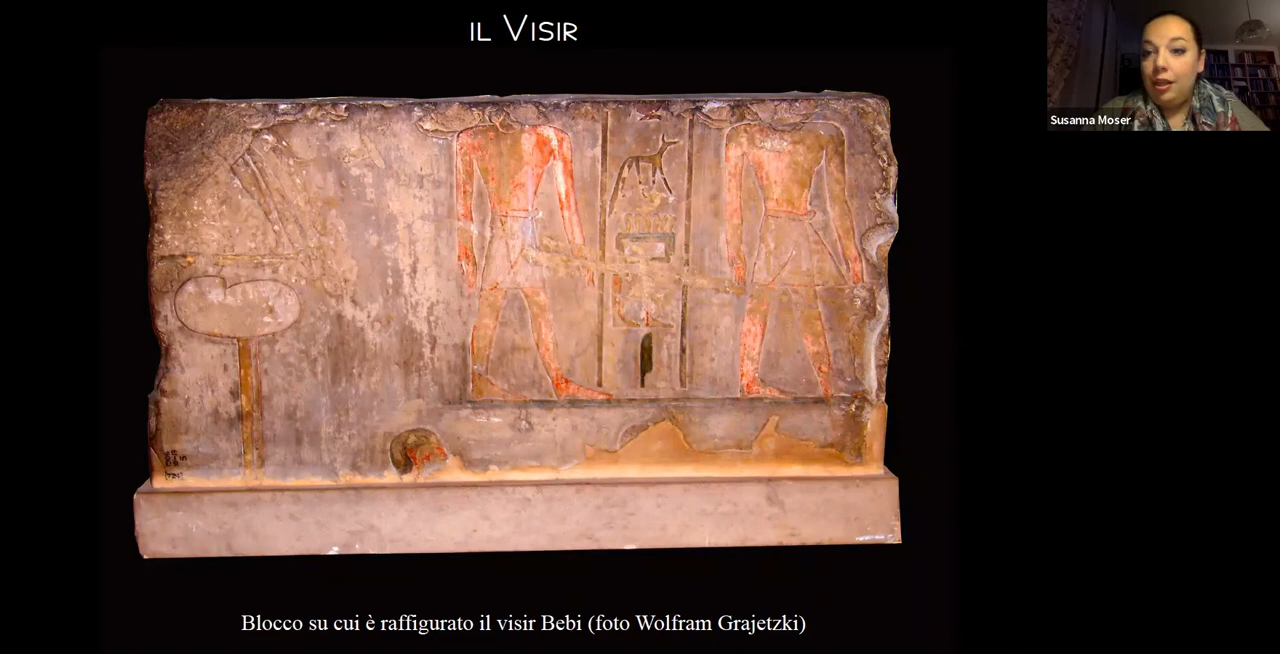 il Visir
Susanna Moser
Blocco su cui è raffigurato il visir Bebi (foto Wolfram Grajetzki)